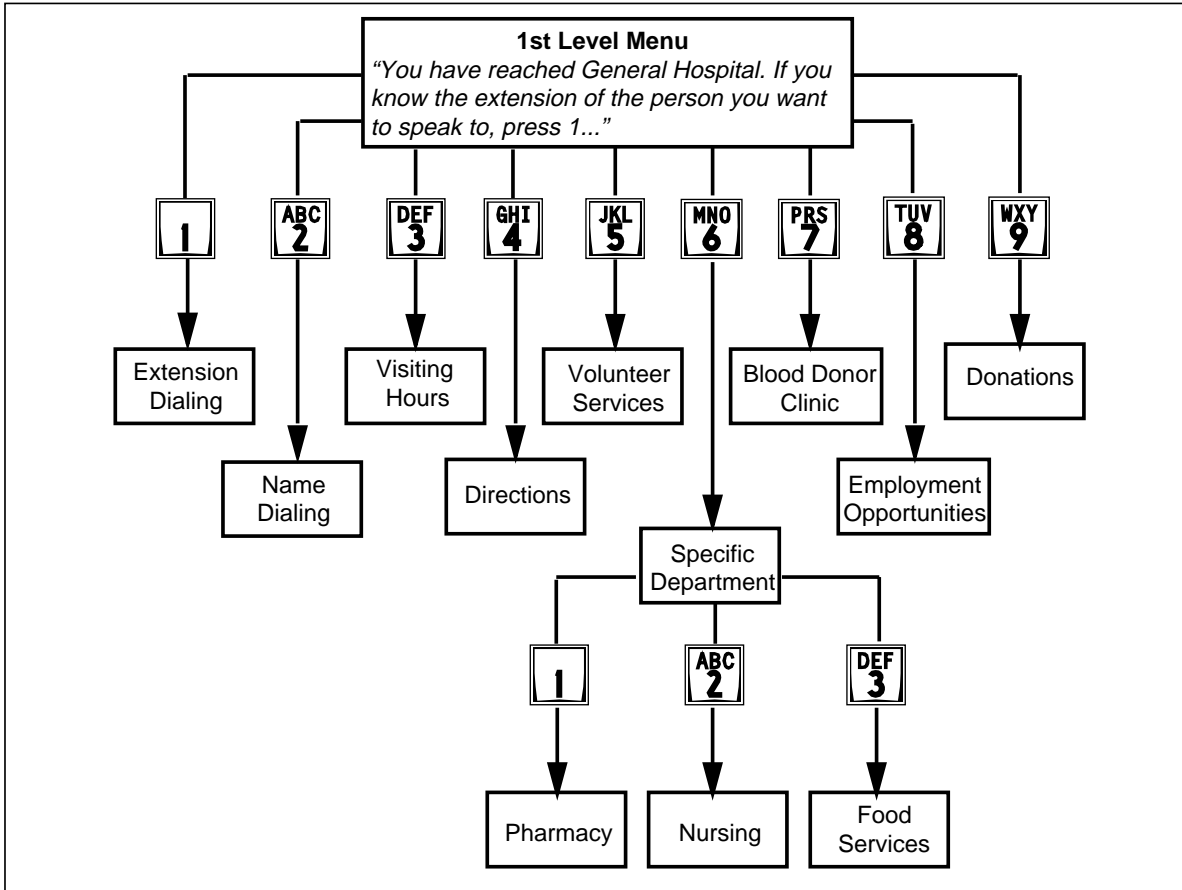 1st Level Menu
“You have reached General Hospital. If you
know the extension of the person you want
to speak to, press 1...”
1
ABC
2
DEF
3
GHI
4
JKL
5
MNO
6
PRS
7
TUV
8
WXY
9
Extension
Dialing
Visiting
Hours
Volunteer
Services
Blood Donor
Clinic
Donations
Name
Dialing
Directions
Employment
Opportunities
Specific
Department
1
ABC
2
DEF
3
Pharmacy
Nursing
Food
Services